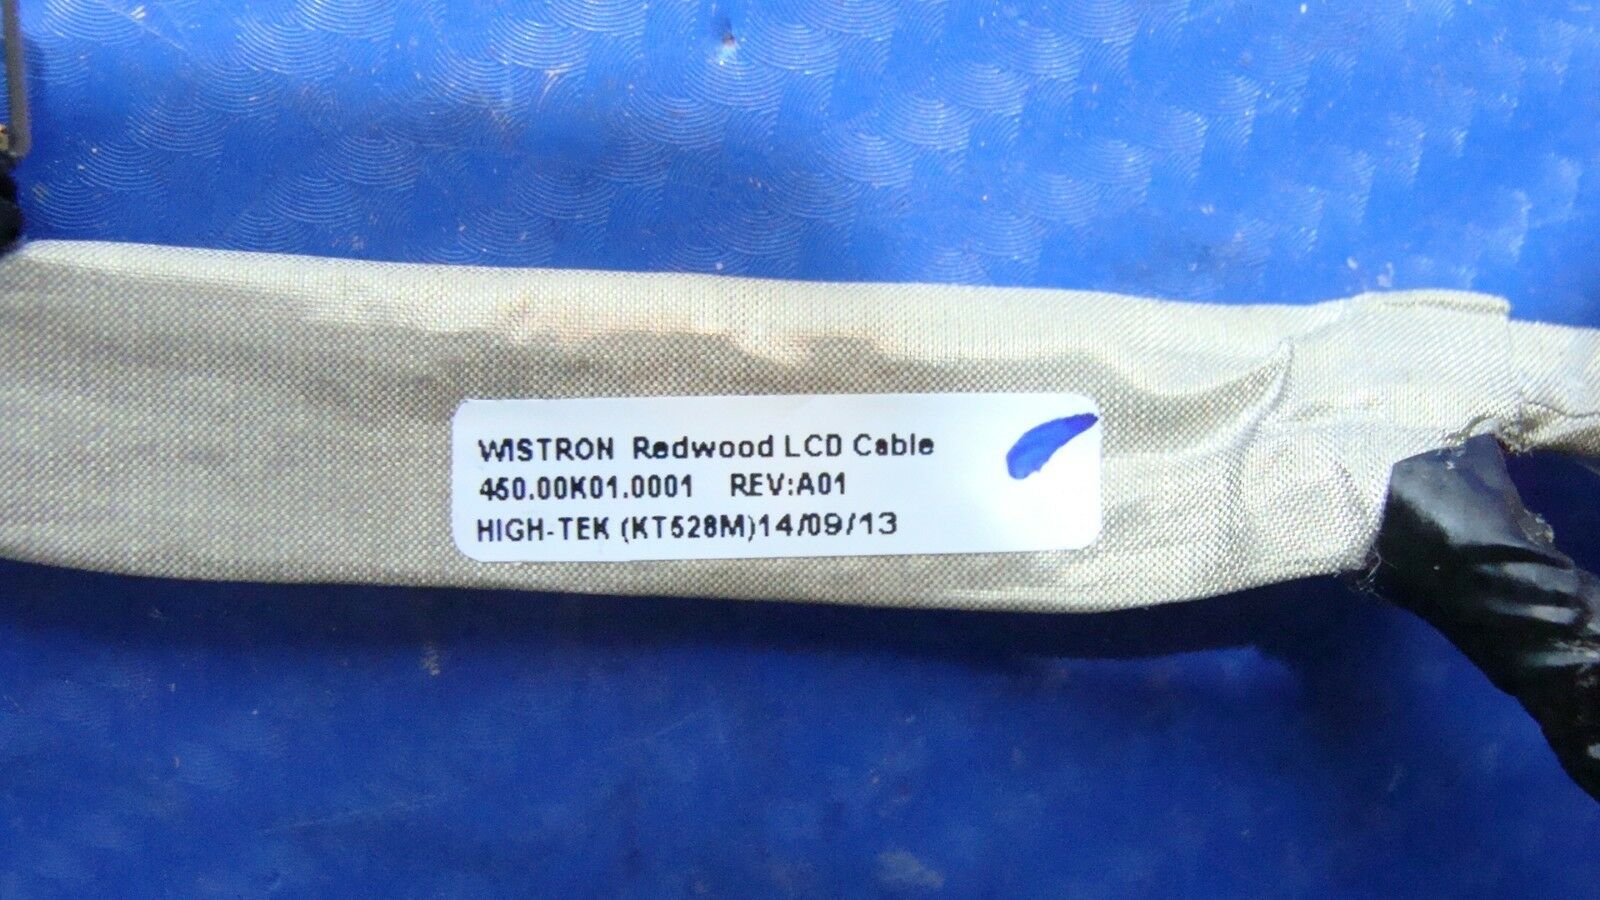 WISTRON Redwood LCD Cable
450.00K01.0001 REV:A01
HIGH-TEK (KT528M)14/09/13